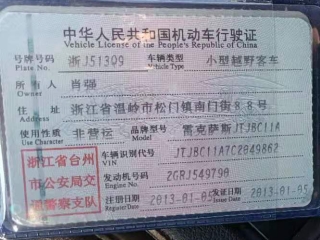 中华人民共和国机动车行驶证
Vehicle License of the People's Republic of China
号牌号码 浙J51309 车辆类型 小型越野客车
Plate No. Vehicle Type
所有人 肖强
Owner
住址 浙江省温岭市松门镇南门街88号
Address
使用性质 非营运 品牌型号 雷克萨斯JTJBC11A
Use Character Model
浙江省台州
市公安局交
通警察支队
车辆识别代号 JTJBC11A7C2049862
VIN
发动机号码 2GRJ549790
Engine No.
注册日期 2013-01-05 发证日期 2013-01-05
Register Date Issue Date